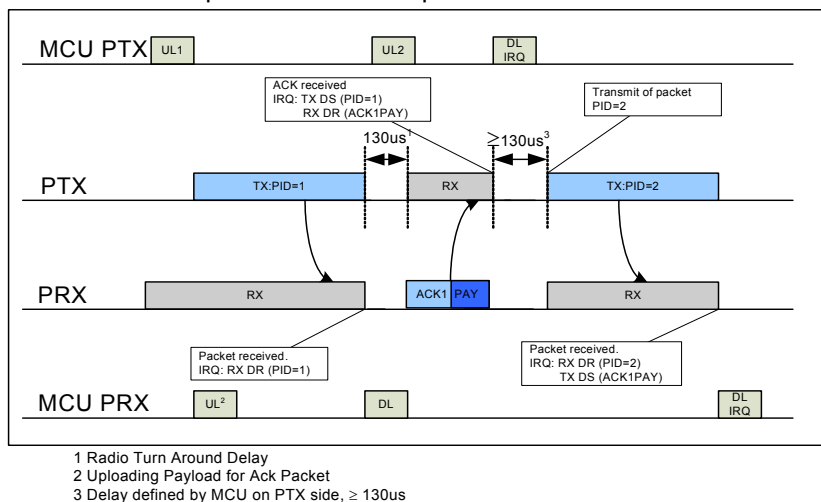 MCU PTX
UL1
UL2
DL
IRQ
ACK received
IRQ: TX DS (PID=1)
RX DR (ACK1PAY)
Transmit of packet
PID=2
130us1
≥130us3
PTX
TX:PID=1
RX
TX:PID=2
PRX
RX
ACK1
PAY
RX
Packet received.
IRQ: RX DR (PID=1)
Packet received.
IRQ: RX DR (PID=2)
TX DS (ACK1PAY)
MCU PRX
UL2
DL
DL
IRQ
1 Radio Turn Around Delay
2 Uploading Payload for Ack Packet
3 Delay defined by MCU on PTX side, ≥ 130us